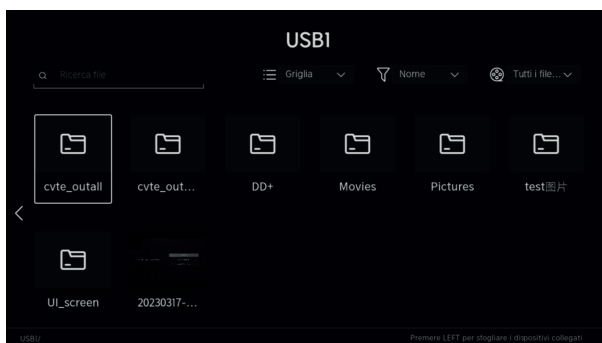 USB1
Ricerca file
Griglia
Nome
Tutti i file...
cvte_outall
cvte_out...
DD+
Movies
Pictures
test图片
UI_screen
20230317-...
USB1/
Premere LEFT per sfogliare i dispositivi collegati